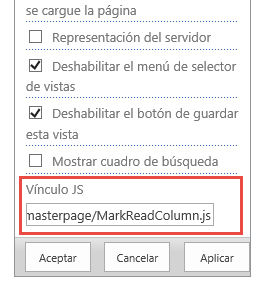 se cargue la página
Representación del servidor
Deshabilitar el menú de selector
de vistas
Deshabilitar el botón de guardar
esta vista
Mostrar cuadro de búsqueda
Vínculo JS
masterpage/MarkReadColumn.js
Aceptar Cancelar Aplicar